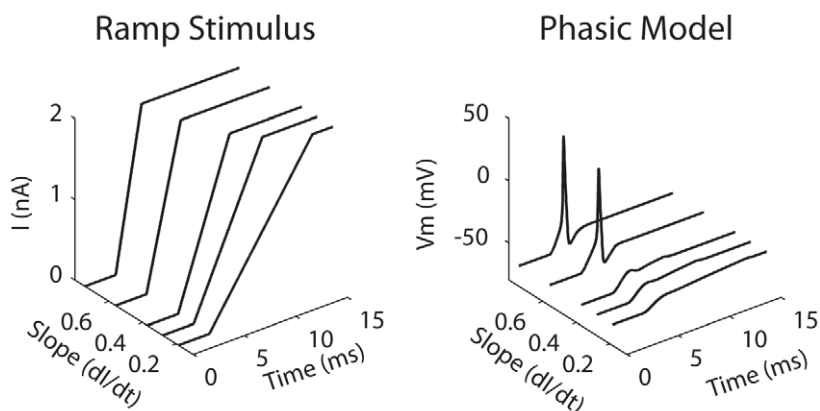 Ramp Stimulus
2
1
0
I (nA)
0.6
0.4
0.2
Slope (dI/dt)
0
5
10
15
Time (ms)
Phasic Model
50
0
-50
Vm (mV)
0.6
0.4
0.2
Slope (dI/dt)
0
5
10
15
Time (ms)